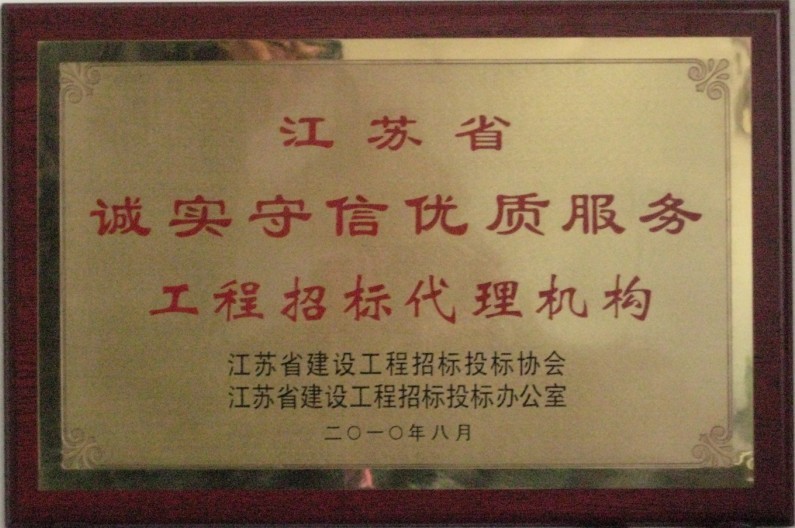 江苏省
诚实守信优质服务
工程招标代理机构
江苏省建设工程招标投标协会
江苏省建设工程招标投标办公室
二〇一〇年八月